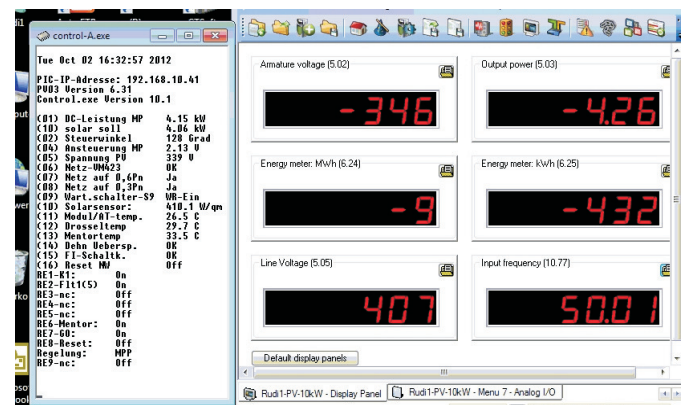 control-A.exe
Tue Oct 02 16:32:57 2012
PIC-IP-Adresse: 192.168.10.41
PV03 Version 6.31
Control.exe Version 10.1
(01) DC-Leistung MP 4.15 kW
(10) solar soll 4.06 kW
(02) Steuerwinkel 128 Grad
(04) Ansteuerung MP 2.13 V
(05) Spannung PV 339 V
(06) Netz-VM423 OK
(07) Netz auf 0,6Pn Ja
(08) Netz auf 0,3Pn Ja
(09) Wart.schalter-S9 WR-Ein
(10) Solarsensor: 410.1 W/qm
(11) Modul/AT-temp. 26.5 C
(12) Drosseltemp 29.7 C
(13) Mentortemp 33.5 C
(14) Dehn Uebersp. OK
(15) FI-Schaltk. OK
(16) Reset NW Off
RE1-K1: On
RE2-Flt1(5) On
RE3-nc: Off
RE4-nc: Off
RE5-nc: Off
RE6-Mentor: On
RE7-GO: On
RE8-Reset: Off
Regelung: MPP
RE9-nc: Off
Armature voltage (5.02)
-346
Output power (5.03)
-4.26
Energy meter: MWh (6.24)
-9
Energy meter: kWh (6.25)
-432
Line Voltage (5.05)
407
Input frequency (10.77)
50.01
Default display panels
Rudi1-PV-10kW - Display Panel
Rudi1-PV-10kW - Menu 7 - Analog I/O